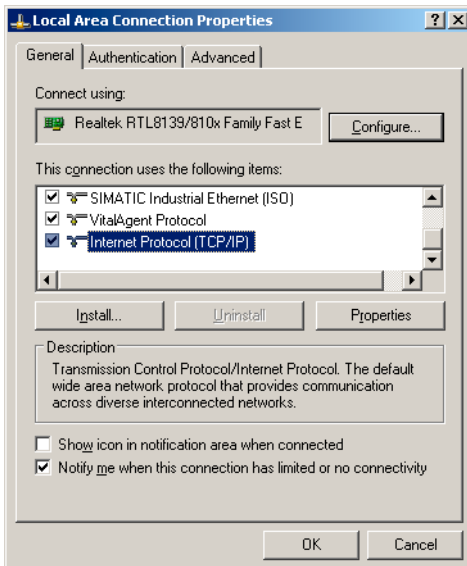 Local Area Connection Properties
General Authentication Advanced
Connect using:
Realtek RTL8139/810x Family Fast E
Configure...
This connection uses the following items:
SIMATIC Industrial Ethernet (ISO)
VitalAgent Protocol
Internet Protocol (TCP/IP)
Install... Uninstall Properties
Description
Transmission Control Protocol/Internet Protocol. The default
wide area network protocol that provides communication
across diverse interconnected networks.
Show icon in notification area when connected
Notify me when this connection has limited or no connectivity
OK Cancel